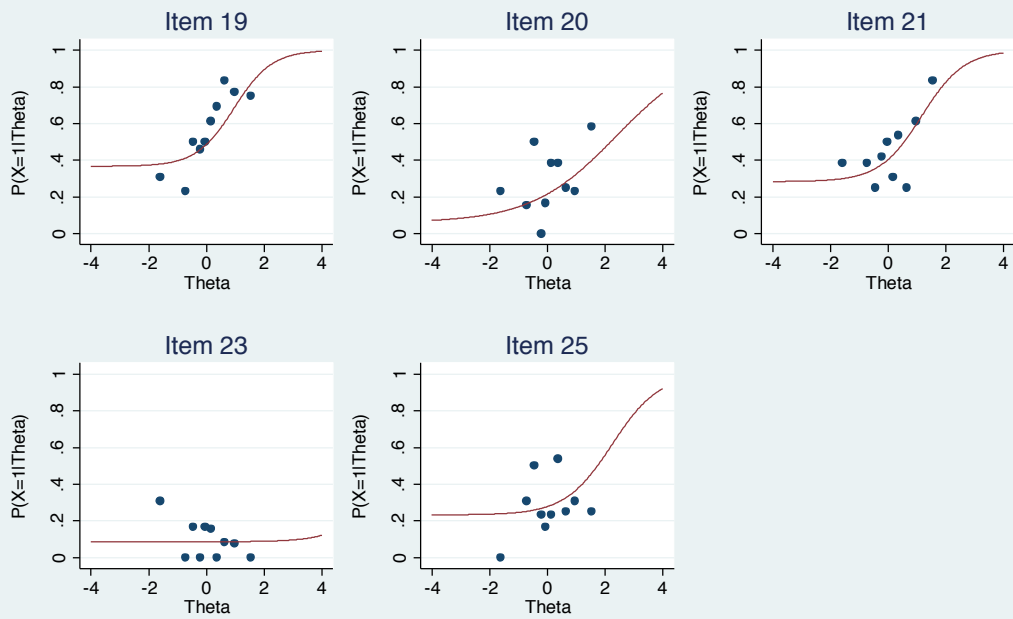 Item 19
P(X=1|Theta)
1
.8
.6
.4
.2
0
-4 -2 0 2 4
Theta
Item 20
P(X=1|Theta)
1
.8
.6
.4
.2
0
-4 -2 0 2 4
Theta
Item 21
P(X=1|Theta)
1
.8
.6
.4
.2
0
-4 -2 0 2 4
Theta
Item 23
P(X=1|Theta)
1
.8
.6
.4
.2
0
-4 -2 0 2 4
Theta
Item 25
P(X=1|Theta)
1
.8
.6
.4
.2
0
-4 -2 0 2 4
Theta